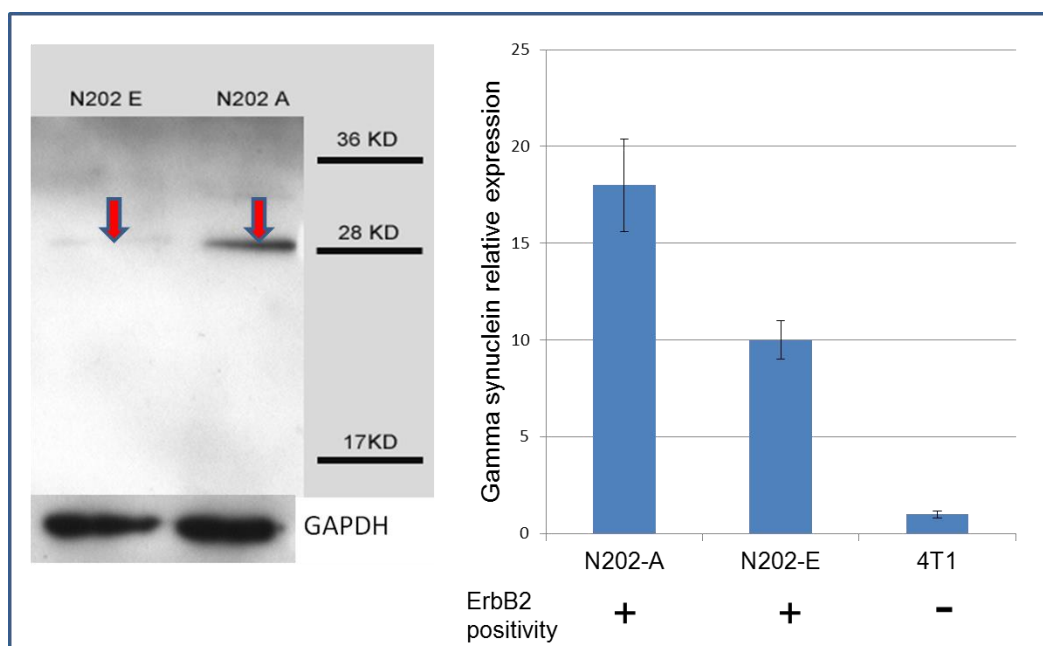 N202 E N202 A
36 KD
28 KD
17KD
GAPDH
Gamma synuclein relative expression
25
20
15
10
5
0
N202-A N202-E 4T1
ErbB2
positivity + + -